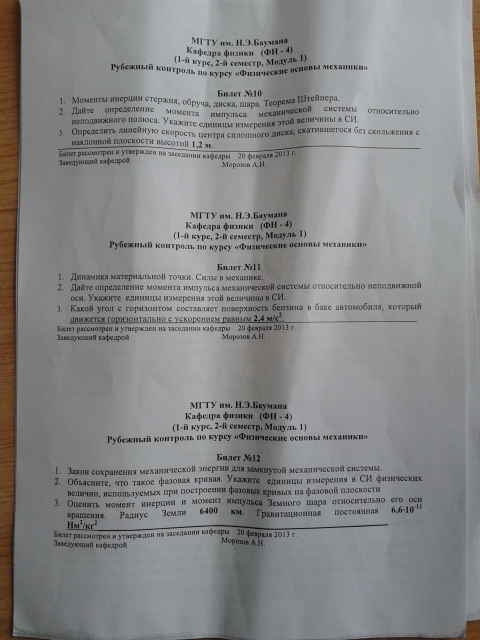 МГТУ им. Н.Э.Баумана
Кафедра физики (ФН - 4)
(1-й курс, 2-й семестр, Модуль 1)
Рубежный контроль по курсу «Физические основы механики»
Билет №10
1. Моменты инерции стержня, обруча, диска, шара. Теорема Штейнера.
2. Дайте определение момента импульса механической системы относительно
неподвижного полюса. Укажите единицы измерения этой величины в СИ.
3. Определить линейную скорость центра сплошного диска, скатившегося без скольжения с
наклонной плоскости высотой 1,2 м.
Билет рассмотрен и утвержден на заседании кафедры 20 февраля 2013 г.
Заведующий кафедрой Морозов А.Н.
МГТУ им. Н.Э.Баумана
Кафедра физики (ФН - 4)
(1-й курс, 2-й семестр, Модуль 1)
Рубежный контроль по курсу «Физические основы механики»
Билет №11
1. Динамика материальной точки. Силы в механике.
2. Дайте определение момента импульса механической системы относительно неподвижной
оси. Укажите единицы измерения этой величины в СИ.
3. Какой угол с горизонтом составляет поверхность бензина в баке автомобиля, который
движется горизонтально с ускорением равным 2,4 м/с².
Билет рассмотрен и утвержден на заседании кафедры 20 февраля 2013 г.
Заведующий кафедрой Морозов А.Н.
МГТУ им. Н.Э.Баумана
Кафедра физики (ФН - 4)
(1-й курс, 2-й семестр, Модуль 1)
Рубежный контроль по курсу «Физические основы механики»
Билет №12
1. Закон сохранения механической энергии для замкнутой механической системы.
2. Объясните, что такое фазовая кривая. Укажите единицы измерения в СИ физических
величин, используемых при построении фазовых кривых на фазовой плоскости
3. Оценить момент инерции и момент импульса Земного шара относительно его оси
вращения. Радиус Земли 6400 км. Гравитационная постоянная 6,6·10⁻¹¹
Нм²/кг²
Билет рассмотрен и утвержден на заседании кафедры 20 февраля 2013 г.
Заведующий кафедрой Морозов А.Н.